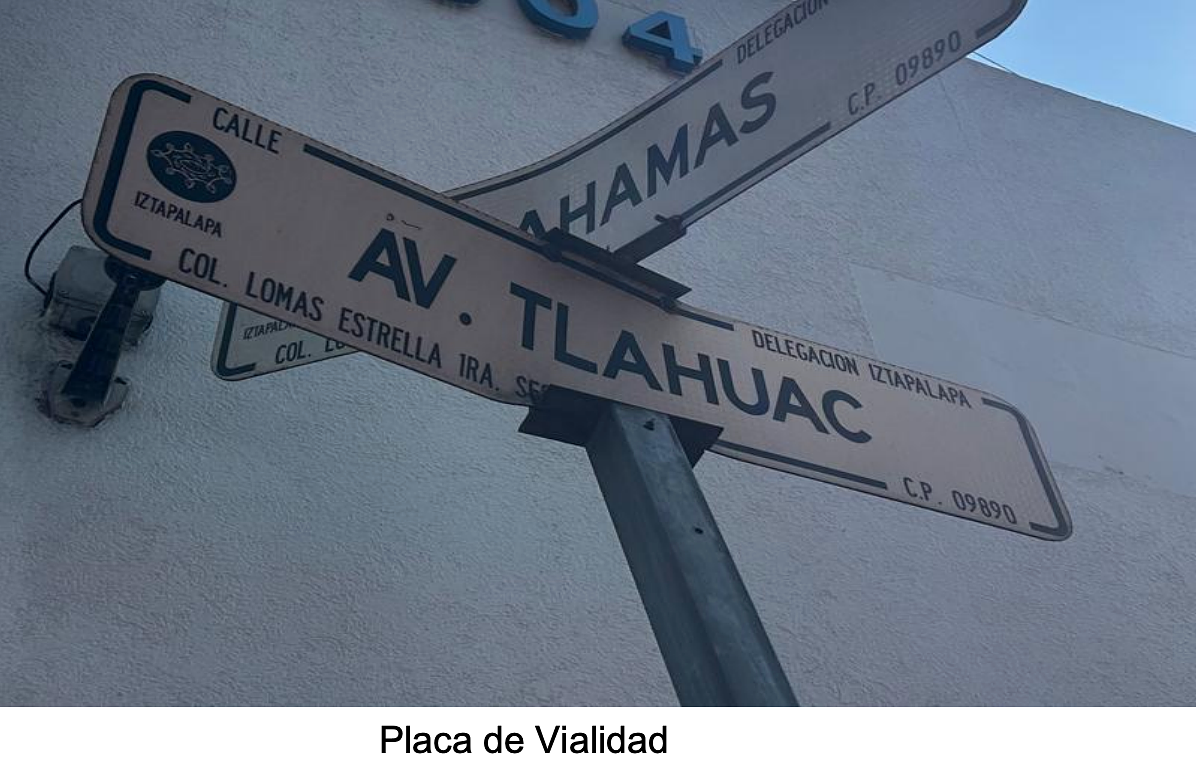 04
DELEGACION
AHAMAS
C.P. 09890
CALLE
IZTAPALAPA
AV. TLAHUAC
COL. LOMAS ESTRELLA 1RA.
DELEGACION IZTAPALAPA
C.P. 09890
COL.
Placa de Vialidad